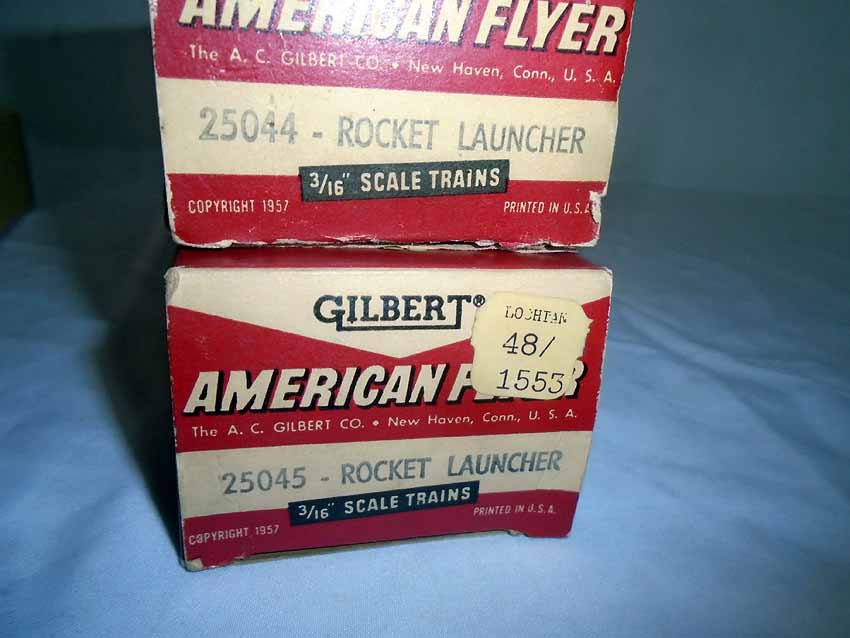 AMERICAN FLYER
The A. C. GILBERT CO. • New Haven, Conn., U. S. A.
25044 - ROCKET LAUNCHER
3/16" SCALE TRAINS
COPYRIGHT 1957
PRINTED IN U.S.A
GILBERT®
48/
1553
AMERICAN F
The A. C. GILBERT CO. • New Haven, Conn., U. S. A.
25045 - ROCKET LAUNCHER
3/16" SCALE TRAINS
COPYRIGHT 1957
PRINTED IN U.S.A.